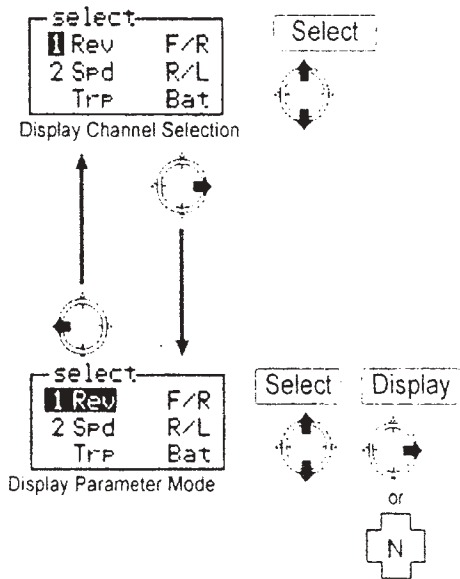 select
1 Rev F/R
2 Spd R/L
Trp Bat
Display Channel Selection
Select
select
1 Rev F/R
2 Spd R/L
Trp Bat
Display Parameter Mode
Select
Display
or
N